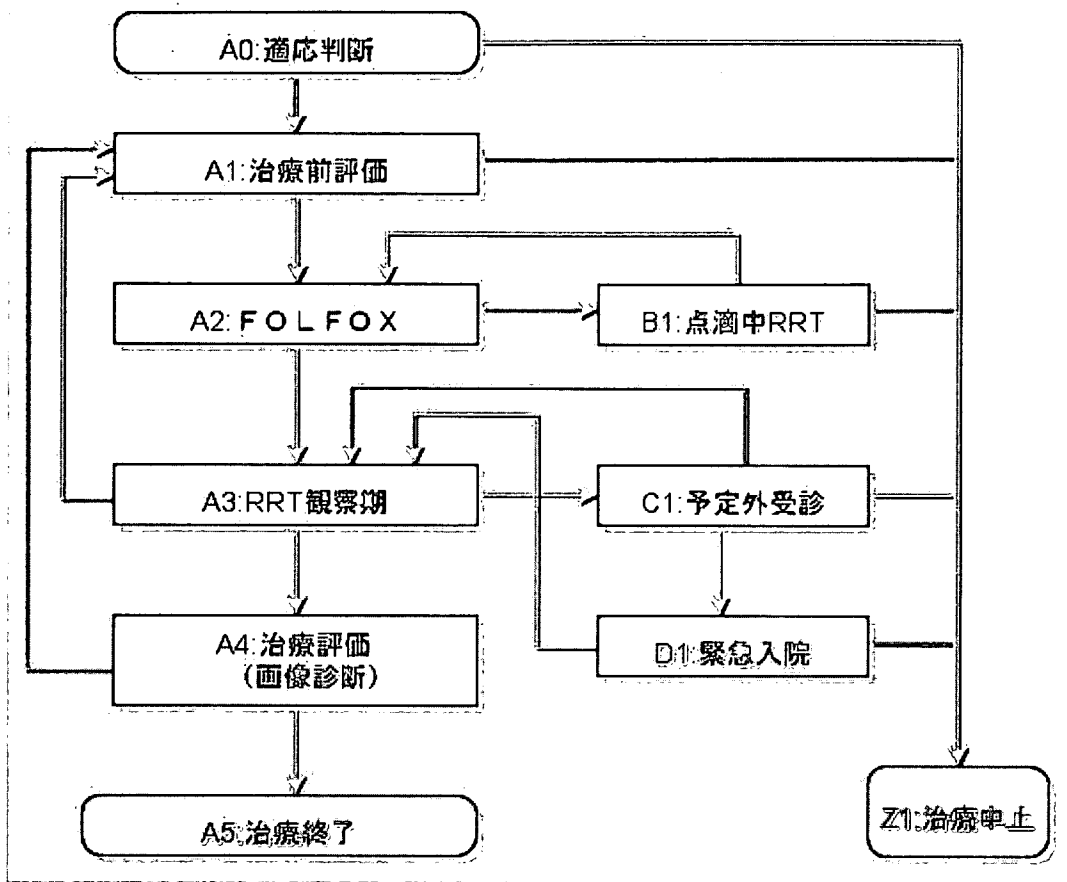 A0:適応判断
A1:治療前評価
A2:ＦＯＬＦＯＸ
B1:点滴中RRT
A3:RRT観察期
C1:予定外受診
A4:治療評価
（画像診断）
D1:緊急入院
A5:治療終了
Z1:治療中止